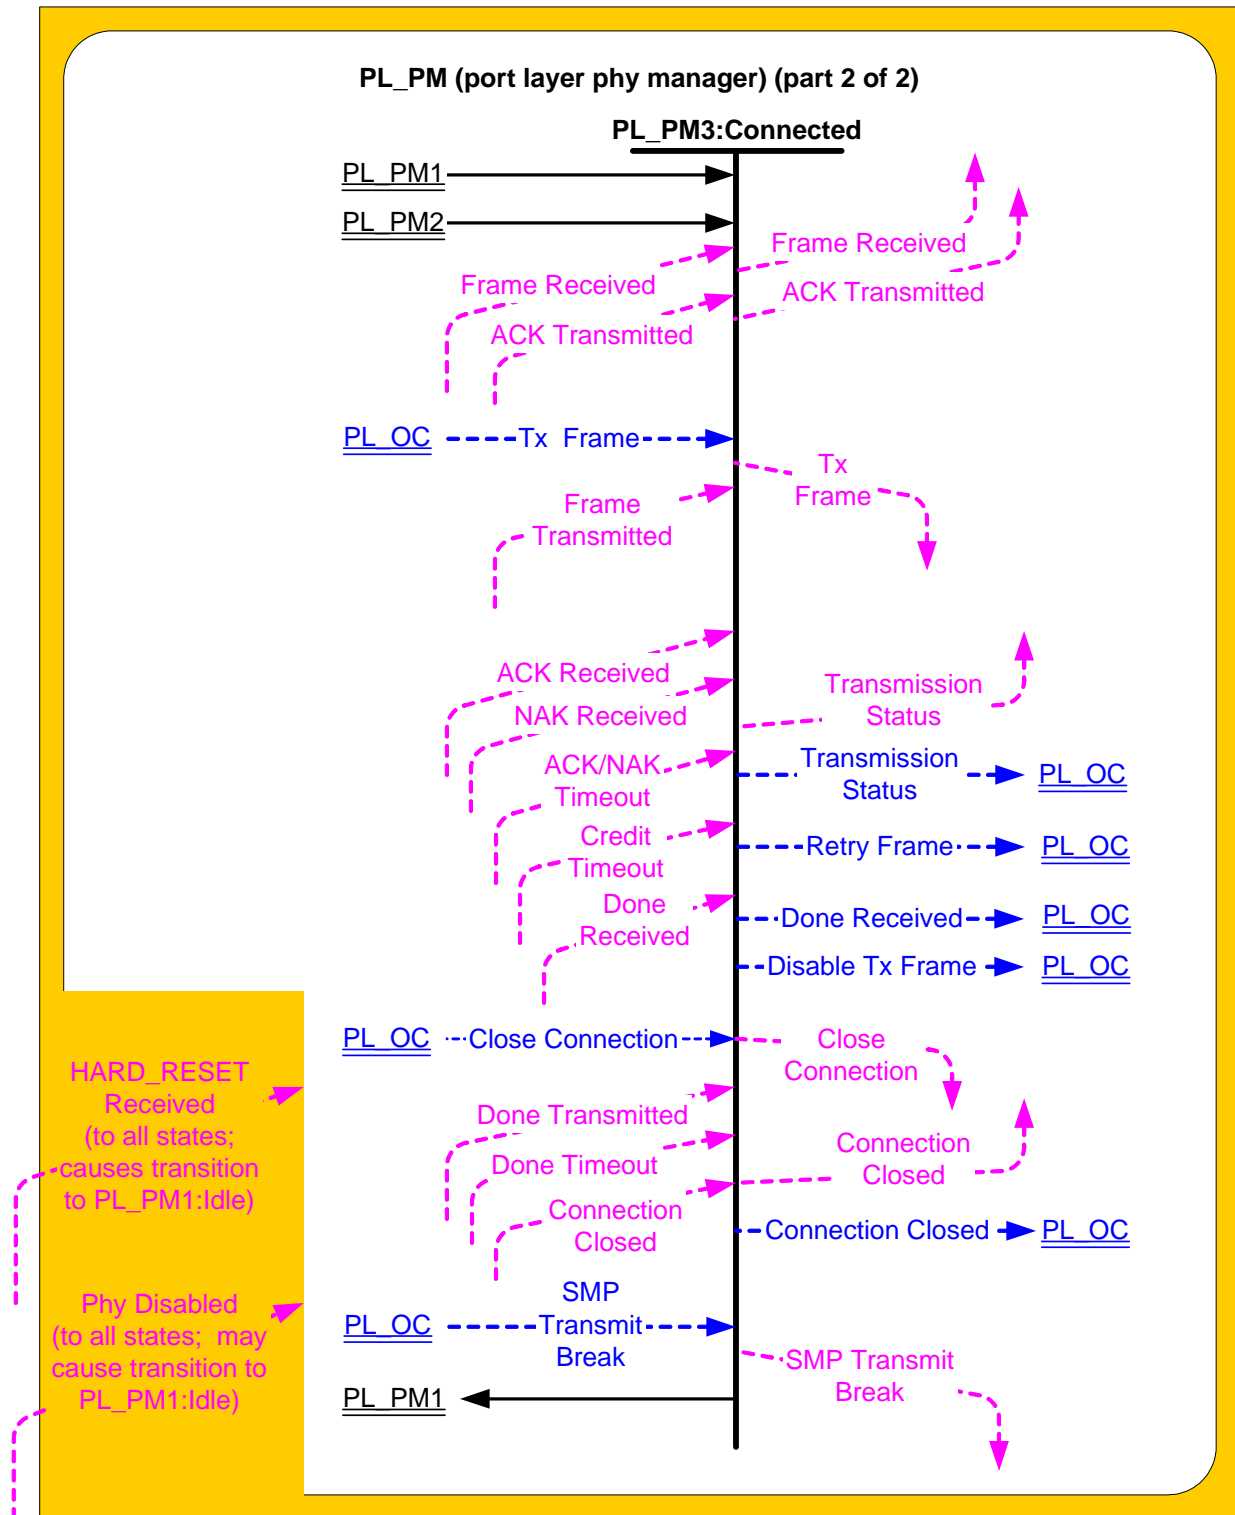 PL_PM (port layer phy manager) (part 2 of 2)
PL_PM3:Connected
PL_PM1
PL_PM2
Frame Received
Frame Received
ACK Transmitted
ACK Transmitted
PL_OC
Tx  Frame
Tx
Frame
Frame
Transmitted
ACK Received
NAK Received
Transmission
Status
ACK/NAK
Timeout
Transmission
Status
PL_OC
Credit
Timeout
Retry Frame
PL_OC
Done
Received
Done Received
PL_OC
Disable Tx Frame
PL_OC
PL_OC
Close Connection
Close
Connection
HARD_RESET
Received
(to all states;
causes transition
to PL_PM1:Idle)
Done Transmitted
Done Timeout
Connection
Closed
Connection
Closed
Connection Closed
PL_OC
Phy Disabled
(to all states;  may
cause transition to
PL_PM1:Idle)
PL_OC
SMP
Transmit
Break
SMP Transmit
Break
PL_PM1